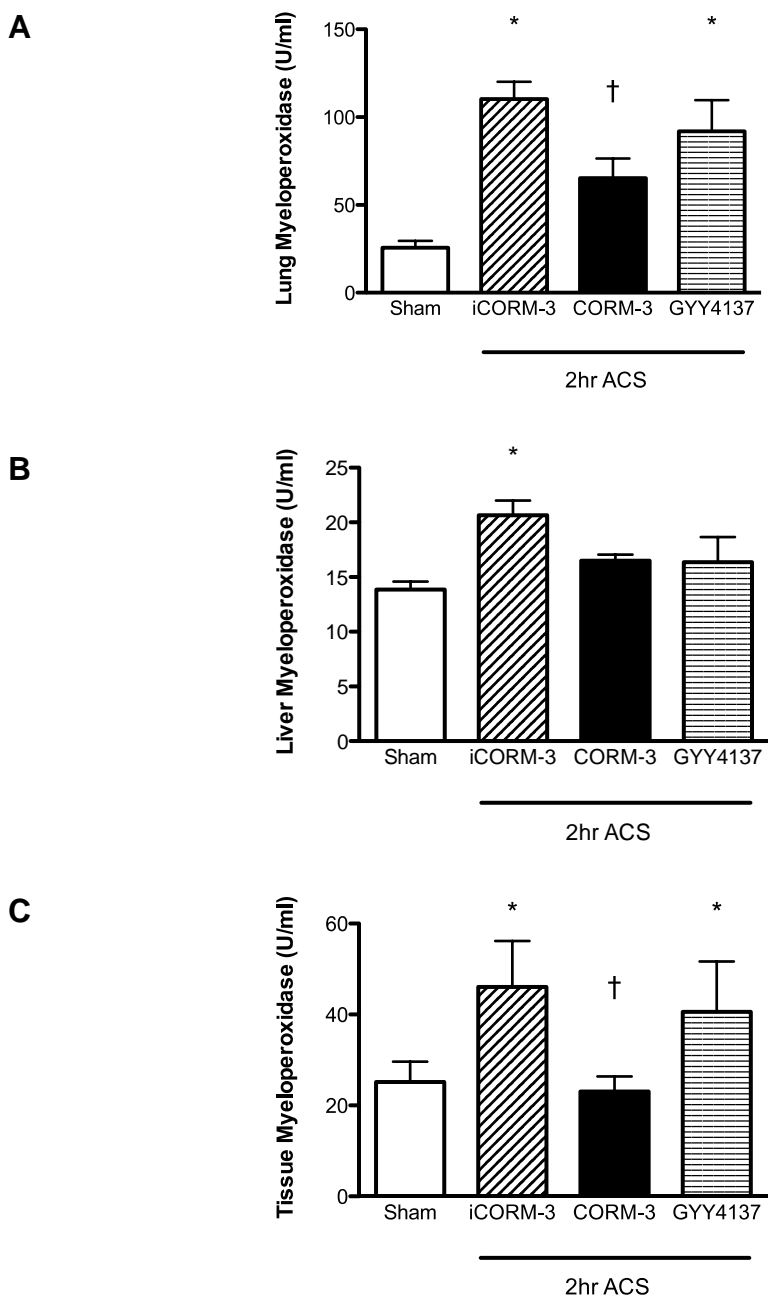 A
Lung Myeloperoxidase (U/ml)
150
*
*
†
100
50
0
Sham iCORM-3 CORM-3 GYY4137
2hr ACS
B
Liver Myeloperoxidase (U/ml)
*
25
20
15
10
5
0
Sham iCORM-3 CORM-3 GYY4137
2hr ACS
C
Tissue Myeloperoxidase (U/ml)
*
*
60
†
40
20
0
Sham iCORM-3 CORM-3 GYY4137
2hr ACS